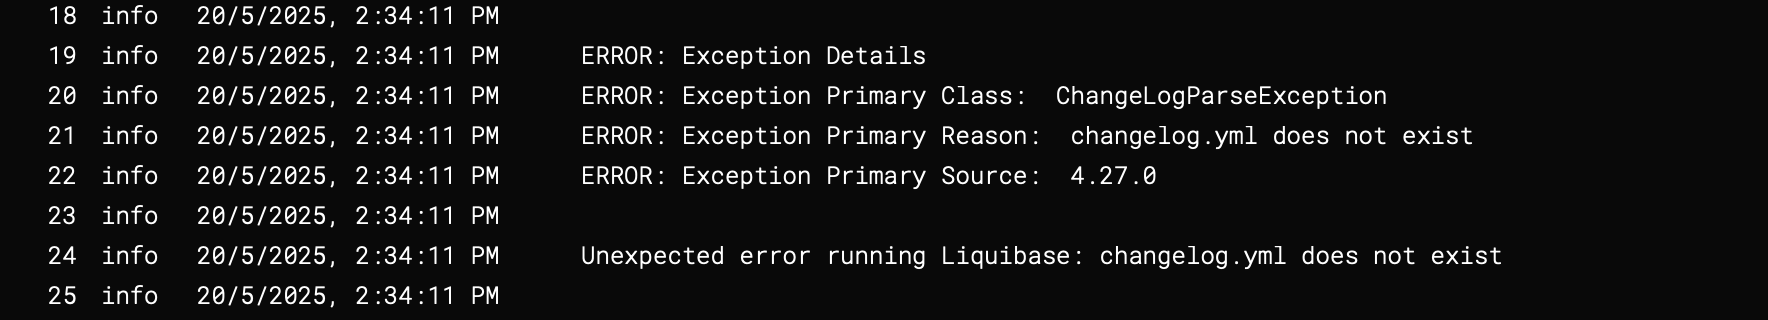 18 info 20/5/2025, 2:34:11 PM
19 info 20/5/2025, 2:34:11 PM ERROR: Exception Details
20 info 20/5/2025, 2:34:11 PM ERROR: Exception Primary Class:  ChangeLogParseException
21 info 20/5/2025, 2:34:11 PM ERROR: Exception Primary Reason:  changelog.yml does not exist
22 info 20/5/2025, 2:34:11 PM ERROR: Exception Primary Source:  4.27.0
23 info 20/5/2025, 2:34:11 PM
24 info 20/5/2025, 2:34:11 PM Unexpected error running Liquibase: changelog.yml does not exist
25 info 20/5/2025, 2:34:11 PM